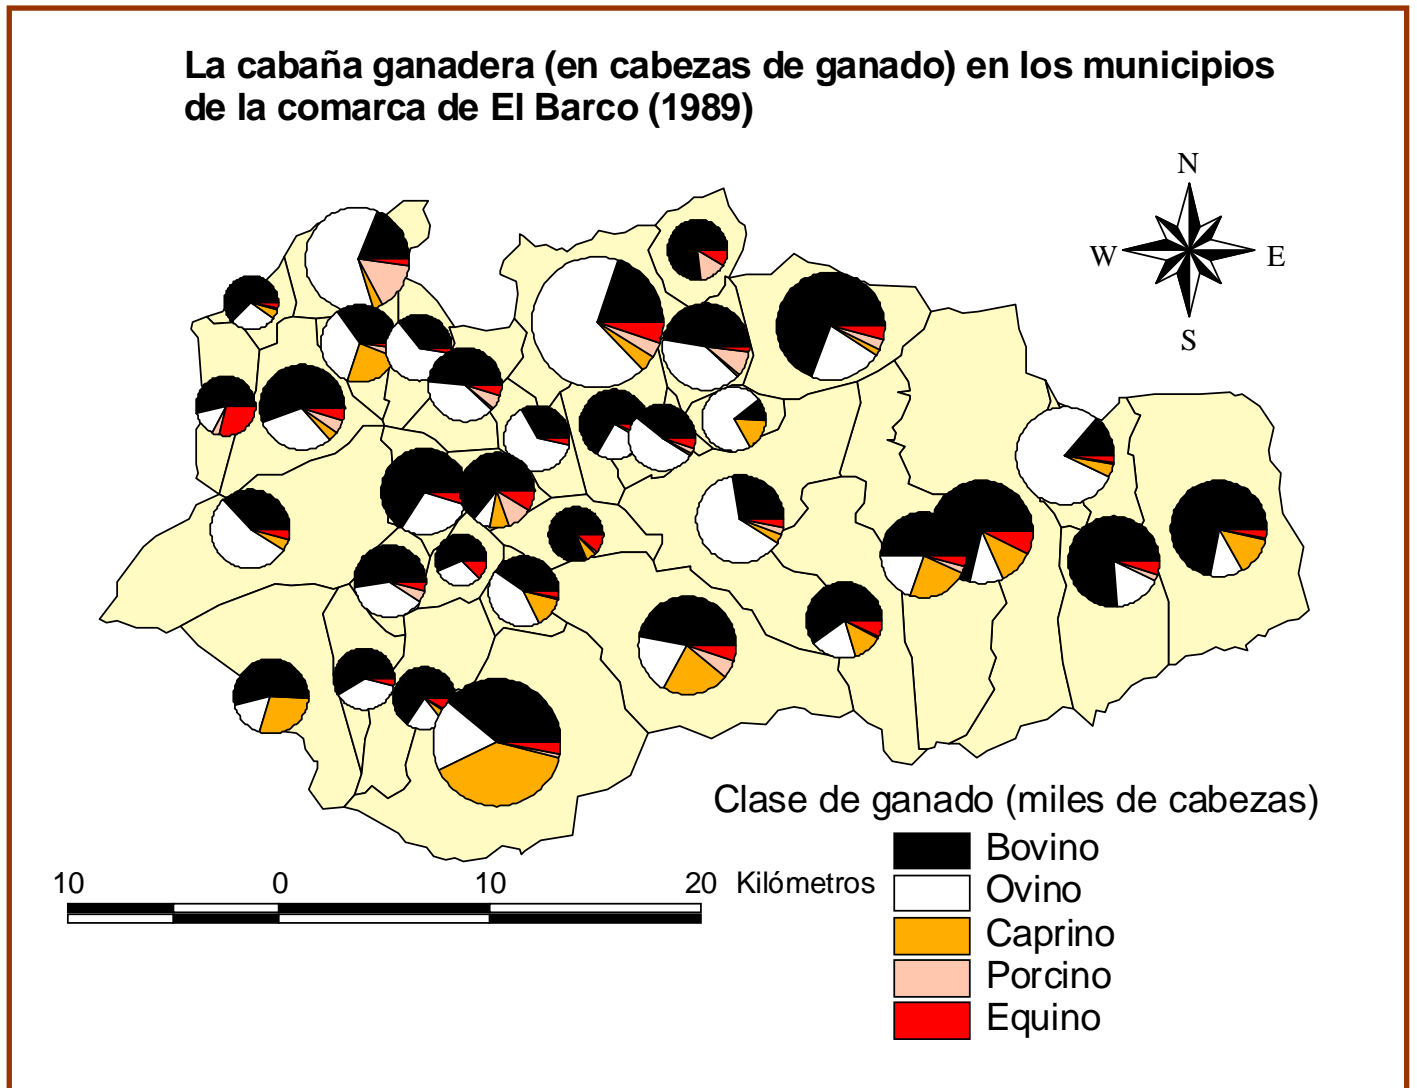 La cabaña ganadera (en cabezas de ganado) en los municipios
de la comarca de El Barco (1989)
N
W
E
S
Clase de ganado (miles de cabezas)
Bovino
Ovino
Caprino
Porcino
Equino
10 0 10 20 Kilómetros